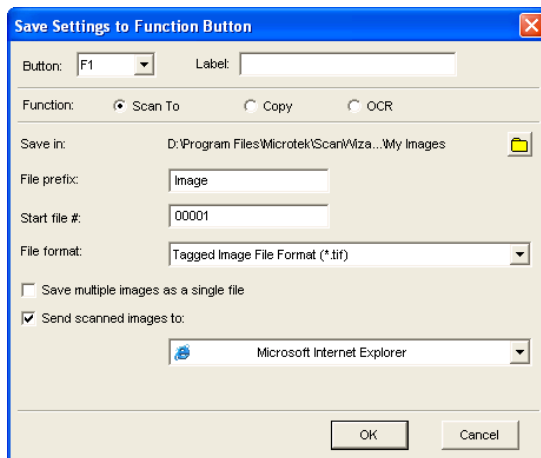 Save Settings to Function Button
Button: F1 Label:
Function: Scan To Copy OCR
Save in: D:\Program Files\Microtek\ScanWiza...\My Images
File prefix: Image
Start file #: 00001
File format: Tagged Image File Format (*.tif)
Save multiple images as a single file
Send scanned images to:
Microsoft Internet Explorer
OK Cancel